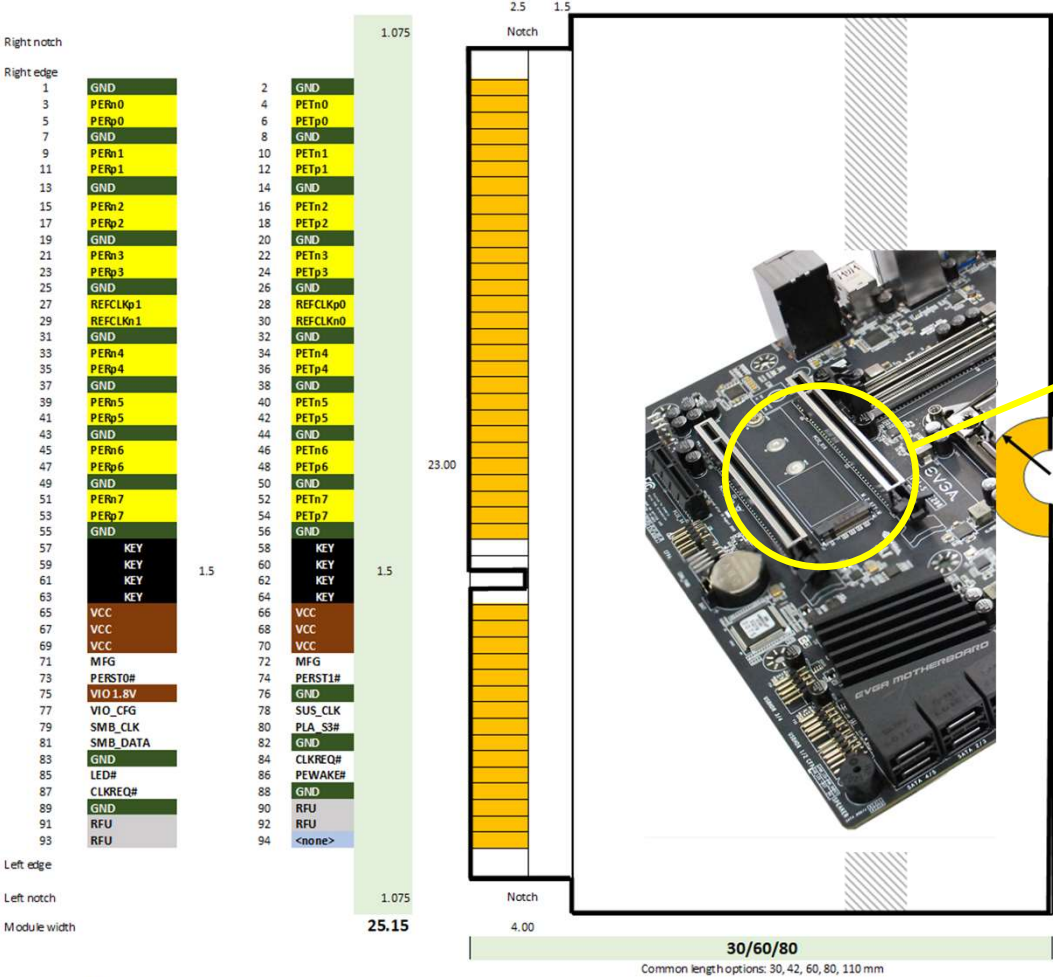 2.5 1.5
1.075 Notch
Right notch
Right edge
1 GND 2 GND
3 PERn0 4 PETn0
5 PERp0 6 PETp0
7 GND 8 GND
9 PERn1 10 PETn1
11 PERp1 12 PETp1
13 GND 14 GND
15 PERn2 16 PETn2
17 PERp2 18 PETp2
19 GND 20 GND
21 PERn3 22 PETn3
23 PERp3 24 PETp3
25 GND 26 GND
27 REFCLKp1 28 REFCLKp0
29 REFCLKn1 30 REFCLKn0
31 GND 32 GND
33 PERn4 34 PETn4
35 PERp4 36 PETp4
37 GND 38 GND
39 PERn5 40 PETn5
41 PERp5 42 PETp5
43 GND 44 GND
45 PERn6 46 PETn6
47 PERp6 48 PETp6
23.00
49 GND 50 GND
51 PERn7 52 PETn7
53 PERp7 54 PETp7
55 GND 56 GND
57 KEY 58 KEY
59 KEY 60 KEY
1.5 1.5
61 KEY 62 KEY
63 KEY 64 KEY
65 VCC 66 VCC
67 VCC 68 VCC
69 VCC 70 VCC
71 MFG 72 MFG
73 PERST0# 74 PERST1#
75 VIO 1.8V 76 GND
77 VIO_CFG 78 SUS_CLK
79 SMB_CLK 80 PLA_S3#
81 SMB_DATA 82 GND
83 GND 84 CLKREQ#
85 LED# 86 PEWAKE#
87 CLKREQ# 88 GND
89 GND 90 RFU
91 RFU 92 RFU
93 RFU 94 <none>
Left edge
Left notch 1.075 Notch
Module width 25.15 4.00
30/60/80
Common length options: 30, 42, 60, 80, 110 mm
EVGA
EVGA MOTHERBOARD
SATA 4/5 SATA 2/3